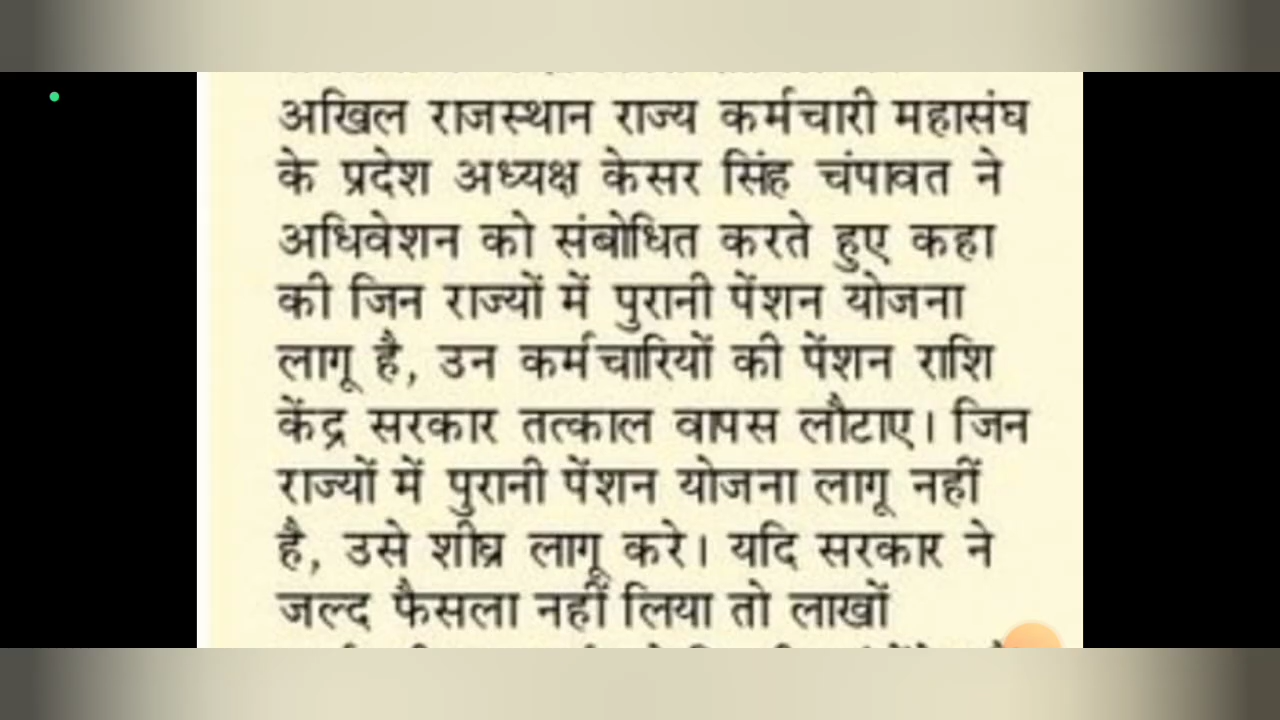 अखिल राजस्थान राज्य कर्मचारी महासंघ
के प्रदेश अध्यक्ष केसर सिंह चंपावत ने
अधिवेशन को संबोधित करते हुए कहा
की जिन राज्यों में पुरानी पेंशन योजना
लागू है, उन कर्मचारियों की पेंशन राशि
केंद्र सरकार तत्काल वापस लौटाए। जिन
राज्यों में पुरानी पेंशन योजना लागू नहीं
है, उसे शीघ्र लागू करे। यदि सरकार ने
जल्द फैसला नहीं लिया तो लाखों